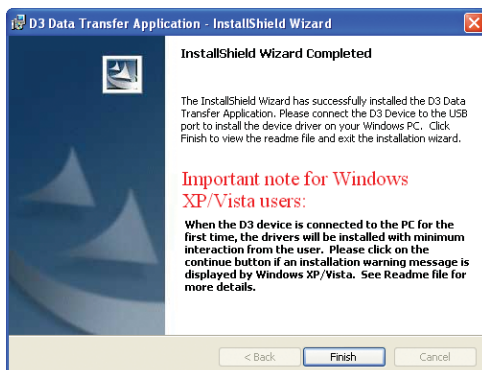 D3 Data Transfer Application - InstallShield Wizard
InstallShield Wizard Completed
The InstallShield Wizard has successfully installed the D3 Data
Transfer Application. Please connect the D3 Device to the USB
port to install the device driver on your Windows PC. Click
Finish to view the readme file and exit the installation wizard.
Important note for Windows
XP/Vista users:
When the D3 device is connected to the PC for the
first time, the drivers will be installed with minimum
interaction from the user. Please click on the
continue button if an installation warning message is
displayed by Windows XP/Vista. See Readme file for
more details.
< Back Finish Cancel